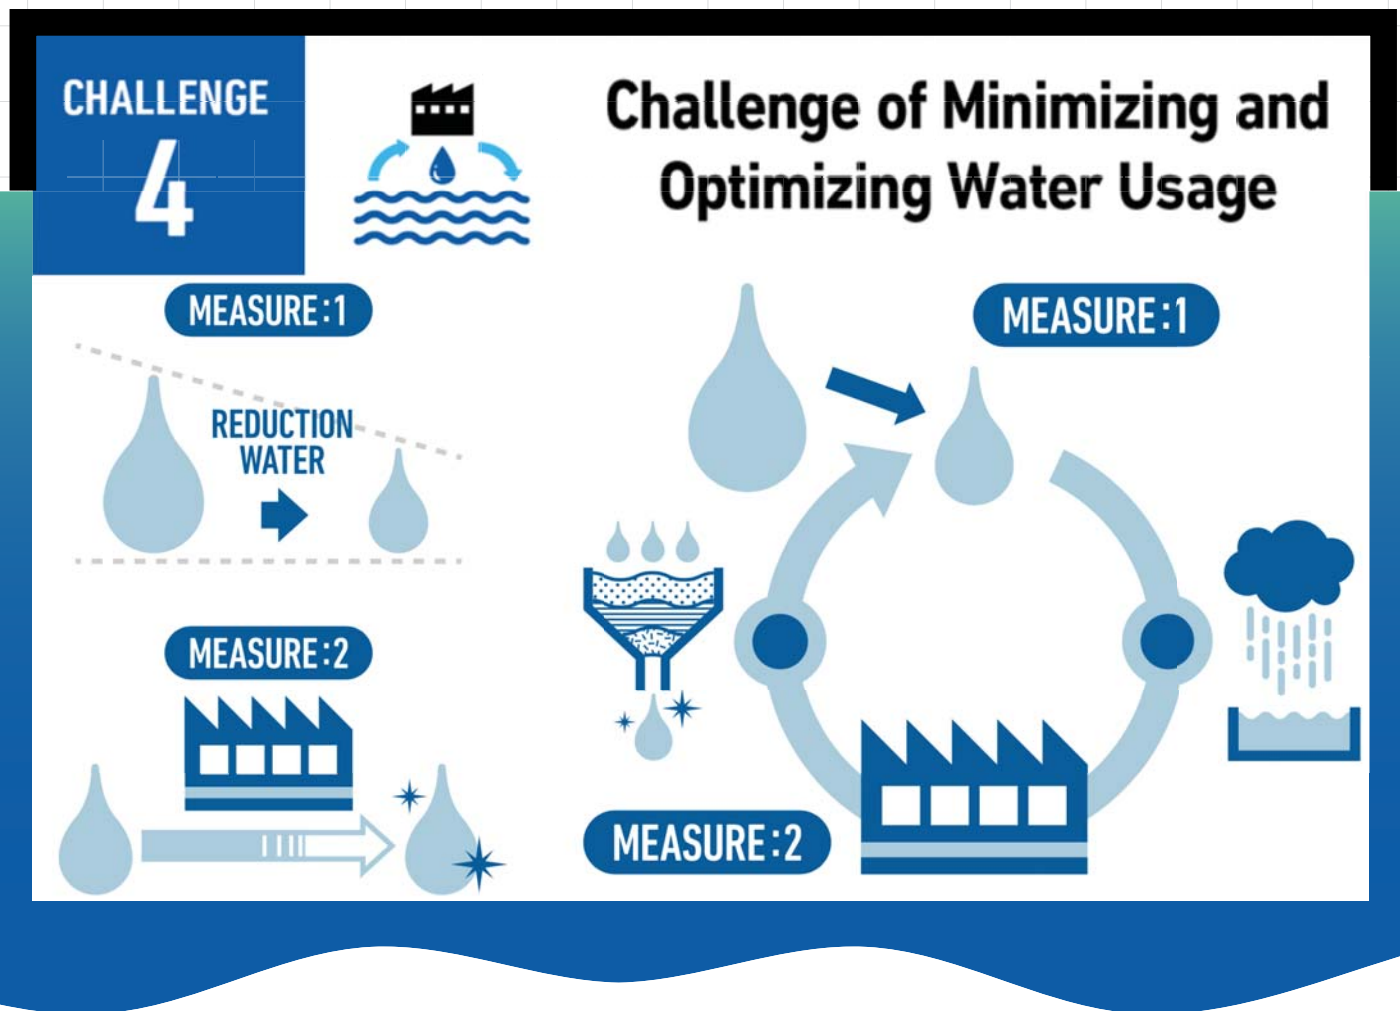 CHALLENGE
4
Challenge of Minimizing and
Optimizing Water Usage
MEASURE:1
REDUCTION
WATER
MEASURE:2
MEASURE:1
MEASURE:2